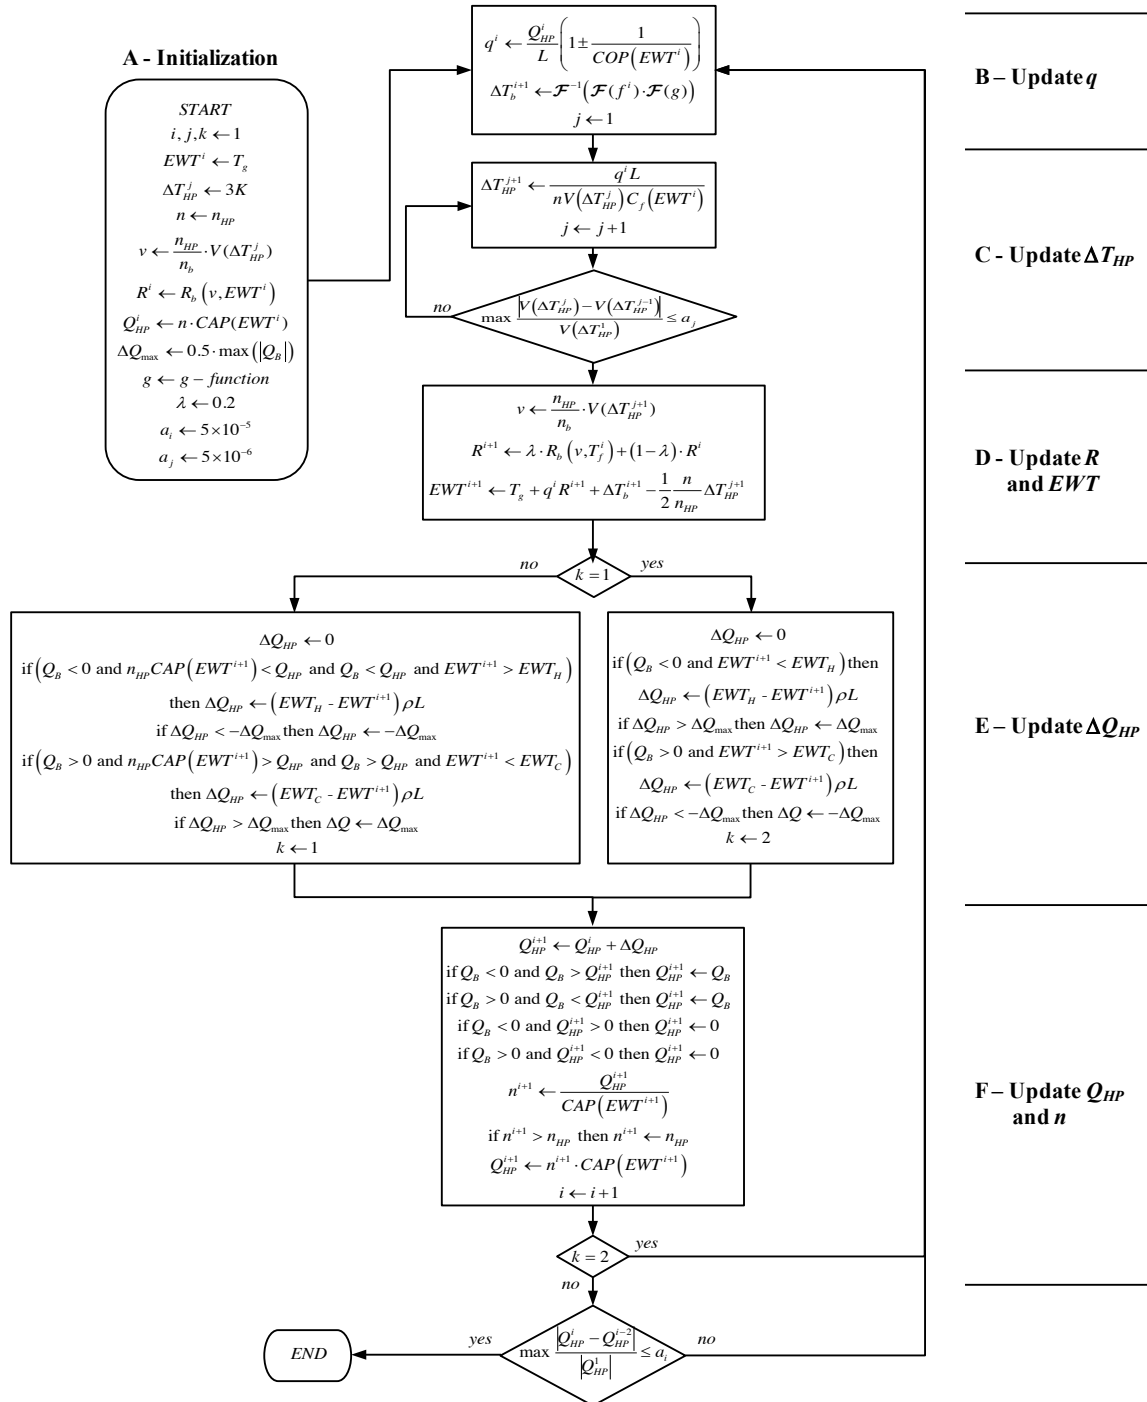 A - Initialization
START
i, j, k ← 1
EWT^i ← T_g
ΔT_HP^j ← 3K
n ← n_HP
v ← n_HP/n_b · V(ΔT_HP^j)
R^i ← R_b(v, EWT^i)
Q_HP^i ← n · CAP(EWT^i)
ΔQ_max ← 0.5 · max(|Q_B|)
g ← g − function
λ ← 0.2
a_i ← 5×10^−5
a_j ← 5×10^−6
q^i ← Q_HP^i/L (1 ± 1/COP(EWT^i))
ΔT_b^{i+1} ← 𝓕^−1(𝓕(f^i)·𝓕(g))
j ← 1
B – Update q
ΔT_HP^{j+1} ← q^i L/(nV(ΔT_HP^j)C_f(EWT^i))
j ← j+1
no
max |V(ΔT_HP^j) − V(ΔT_HP^{j−1})|/V(ΔT_HP^1) ≤ a_j
C - Update ΔT_HP
v ← n_HP/n_b · V(ΔT_HP^{j+1})
R^{i+1} ← λ · R_b(v, T_f^i) + (1−λ) · R^i
EWT^{i+1} ← T_g + q^i R^{i+1} + ΔT_b^{i+1} − 1/2 n/n_HP ΔT_HP^{j+1}
D - Update R
and EWT
no
k = 1
yes
ΔQ_HP ← 0
if(Q_B < 0 and n_HP CAP(EWT^{i+1}) < Q_HP and Q_B < Q_HP and EWT^{i+1} > EWT_H)
then ΔQ_HP ← (EWT_H - EWT^{i+1})ρL
if ΔQ_HP < −ΔQ_max then ΔQ_HP ← −ΔQ_max
if(Q_B > 0 and n_HP CAP(EWT^{i+1}) > Q_HP and Q_B > Q_HP and EWT^{i+1} < EWT_C)
then ΔQ_HP ← (EWT_C - EWT^{i+1})ρL
if ΔQ_HP > ΔQ_max then ΔQ ← ΔQ_max
k ← 1
ΔQ_HP ← 0
if(Q_B < 0 and EWT^{i+1} < EWT_H) then
ΔQ_HP ← (EWT_H - EWT^{i+1})ρL
if ΔQ_HP > ΔQ_max then ΔQ_HP ← ΔQ_max
if(Q_B > 0 and EWT^{i+1} > EWT_C) then
ΔQ_HP ← (EWT_C - EWT^{i+1})ρL
if ΔQ_HP < −ΔQ_max then ΔQ ← −ΔQ_max
k ← 2
E – Update ΔQ_HP
Q_HP^{i+1} ← Q_HP^i + ΔQ_HP
if Q_B < 0 and Q_B > Q_HP^{i+1} then Q_HP^{i+1} ← Q_B
if Q_B > 0 and Q_B < Q_HP^{i+1} then Q_HP^{i+1} ← Q_B
if Q_B < 0 and Q_HP^{i+1} > 0 then Q_HP^{i+1} ← 0
if Q_B > 0 and Q_HP^{i+1} < 0 then Q_HP^{i+1} ← 0
n^{i+1} ← Q_HP^{i+1}/CAP(EWT^{i+1})
if n^{i+1} > n_HP then n^{i+1} ← n_HP
Q_HP^{i+1} ← n^{i+1} · CAP(EWT^{i+1})
i ← i+1
F – Update Q_HP
and n
k = 2
yes
no
max |Q_HP^i − Q_HP^{i−2}|/|Q_HP^1| ≤ a_i
yes
no
END